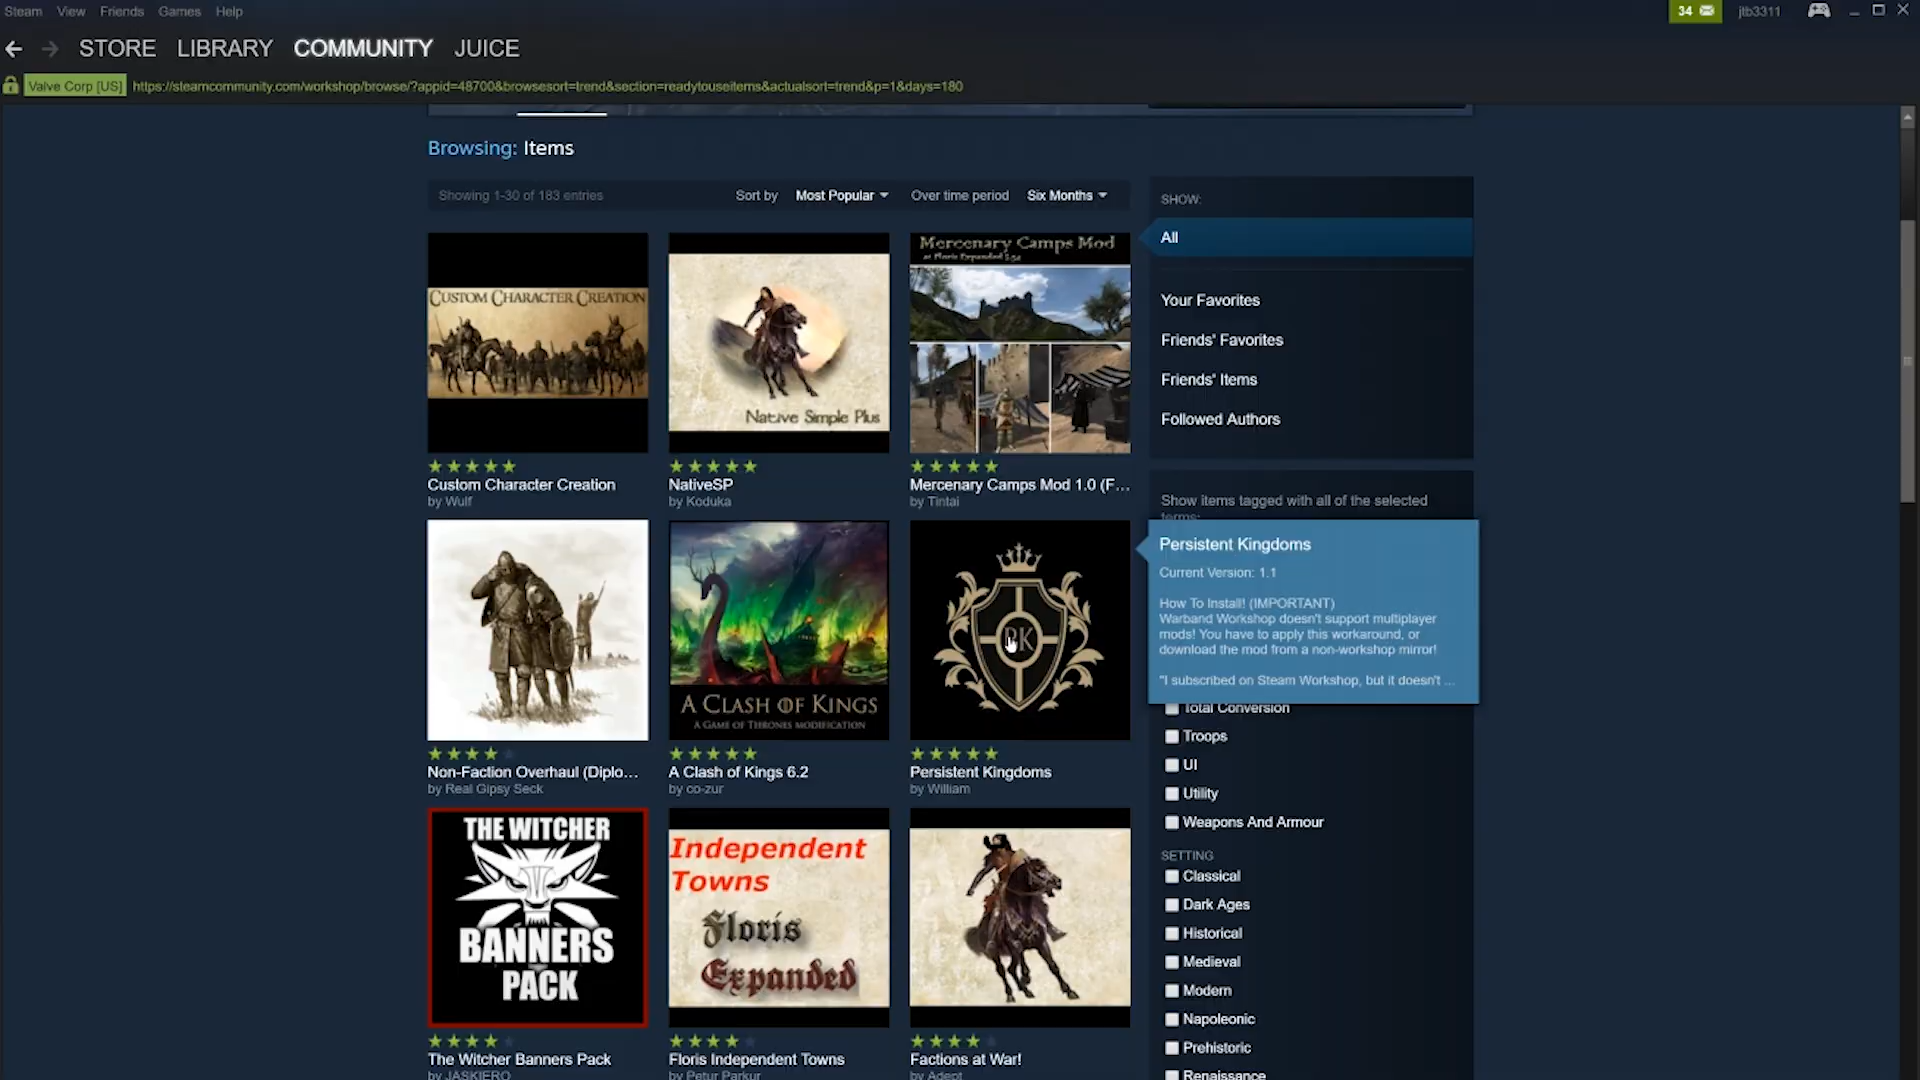 Steam View Friends Games Help
34
jtb3311
STORE LIBRARY COMMUNITY JUICE
Valve Corp [US] https://steamcommunity.com/workshop/browse/?appid=48700&browsesort=trend&section=readytouseitems&actualsort=trend&p=1&days=180
Browsing: Items
Showing 1-30 of 183 entries
Sort by Most Popular Over time period Six Months
SHOW:
All
Your Favorites
Friends' Favorites
Friends' Items
Followed Authors
CUSTOM CHARACTER CREATION
Native Simple Plus
Mercenary Camps Mod
at Floris Expanded 2.54
Custom Character Creation
by Wulf
NativeSP
by Koduka
Mercenary Camps Mod 1.0 (F...
by Tintai
Show items tagged with all of the selected
terms:
Persistent Kingdoms
Current Version: 1.1
How To Install! (IMPORTANT)
Warband Workshop doesn't support multiplayer
mods! You have to apply this workaround, or
download the mod from a non-workshop mirror!
"I subscribed on Steam Workshop, but it doesn't ...
A CLASH OF KINGS
A GAME OF THRONES MODIFICATION
PK
Non-Faction Overhaul (Diplo...
by Real Gipsy Seck
A Clash of Kings 6.2
by co-zur
Persistent Kingdoms
by William
Total Conversion
Troops
UI
Utility
Weapons And Armour
SETTING
Classical
Dark Ages
Historical
Medieval
Modern
Napoleonic
Prehistoric
Renaissance
THE WITCHER
BANNERS
PACK
Independent
Towns
Floris
Expanded
The Witcher Banners Pack
by JASKIERO
Floris Independent Towns
by Petur Parkur
Factions at War!
by Adept